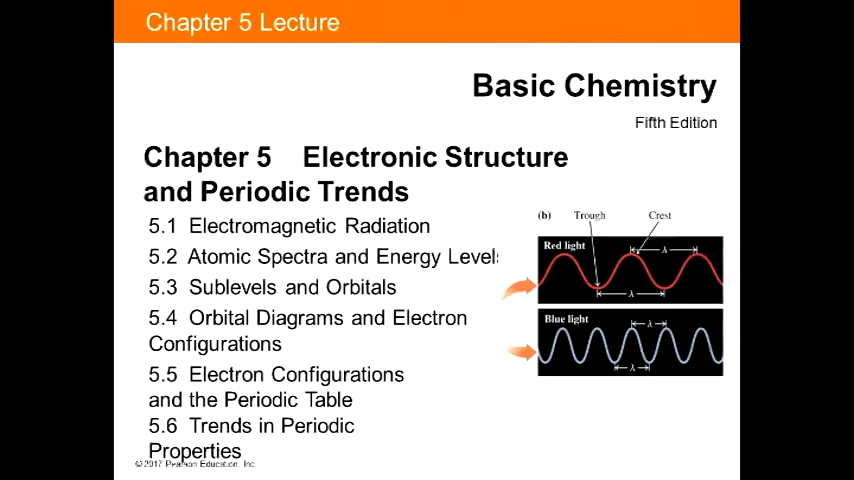 Chapter 5 Lecture
Basic Chemistry
Fifth Edition
Chapter 5 Electronic Structure
and Periodic Trends
5.1 Electromagnetic Radiation
5.2 Atomic Spectra and Energy Levels
5.3 Sublevels and Orbitals
5.4 Orbital Diagrams and Electron
Configurations
5.5 Electron Configurations
and the Periodic Table
5.6 Trends in Periodic
Properties
(b) Trough Crest
Red light
λ
λ
Blue light
λ
λ
© 2017 Pearson Education, Inc.